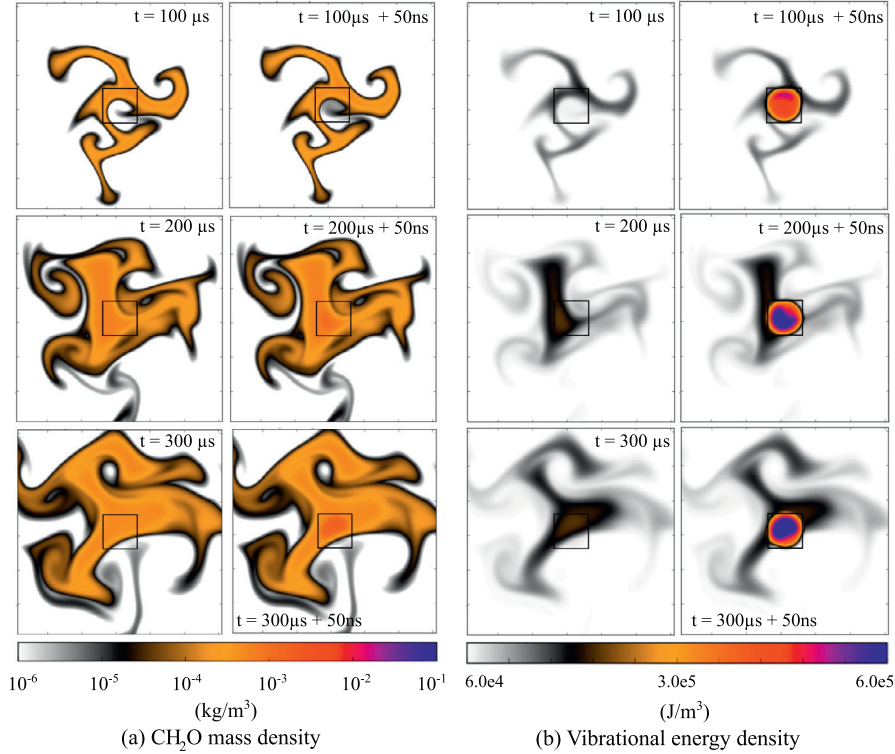 t = 100 µs
t = 100µs + 50ns
t = 100 µs
t = 100µs + 50ns
t = 200 µs
t = 200µs + 50ns
t = 200 µs
t = 200µs + 50ns
t = 300 µs
t = 300µs + 50ns
t = 300 µs
t = 300µs + 50ns
10⁻⁶ 10⁻⁵ 10⁻⁴ 10⁻³ 10⁻² 10⁻¹
(kg/m³)
(a) CH₂O mass density
6.0e4 3.0e5 6.0e5
(J/m³)
(b) Vibrational energy density